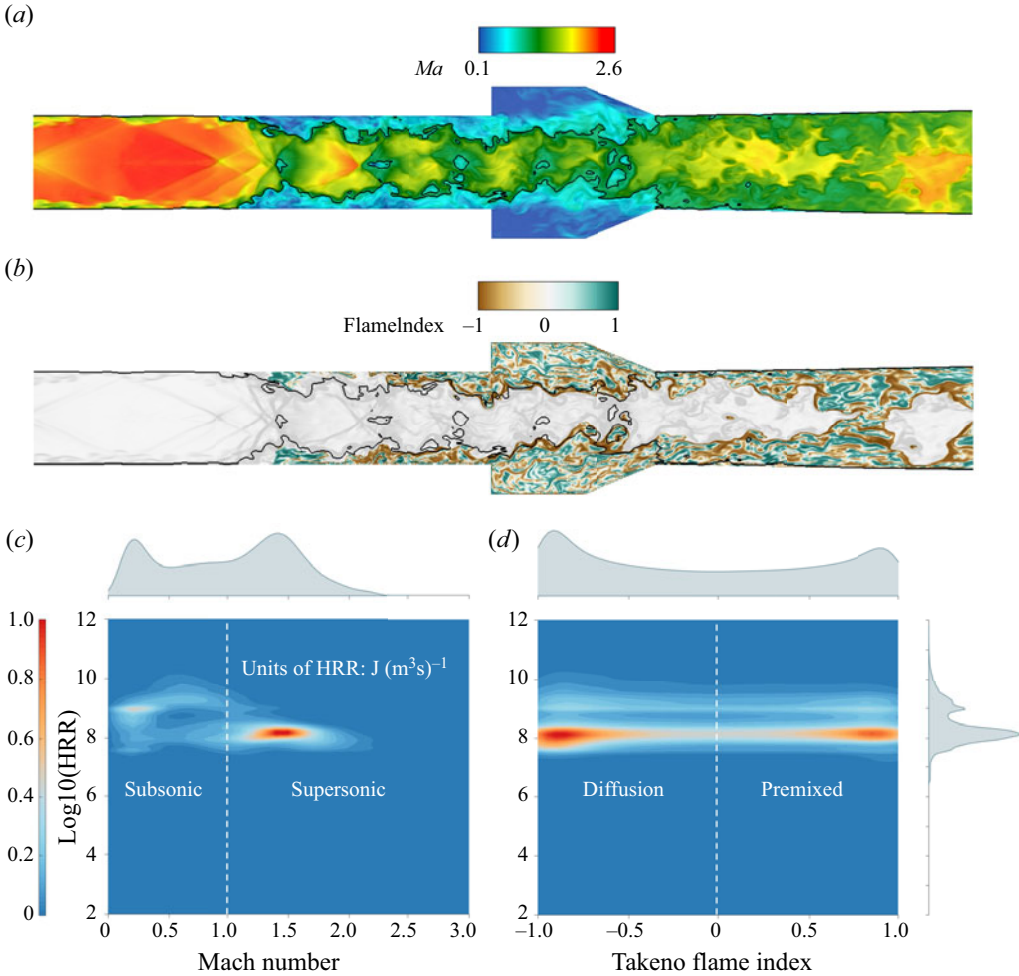 (a)
Ma 0.1 2.6
(b)
FlameIndex −1 0 1
(c)
(d)
1.0
0.8
0.6
0.4
0.2
0
Log10(HRR)
12
10
8
6
4
2
Units of HRR: J (m³s)⁻¹
Subsonic Supersonic
0 0.5 1.0 1.5 2.0 2.5 3.0
Mach number
12
10
8
6
4
2
Diffusion Premixed
-1.0 −0.5 0 0.5 1.0
Takeno flame index